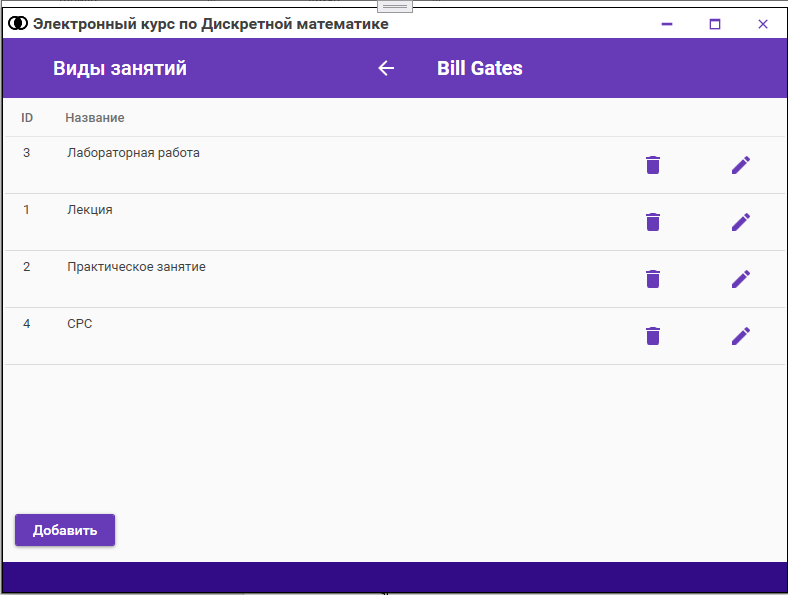 Электронный курс по Дискретной математике
Виды занятий Bill Gates
ID Название
3 Лабораторная работа
1 Лекция
2 Практическое занятие
4 СРС
Добавить